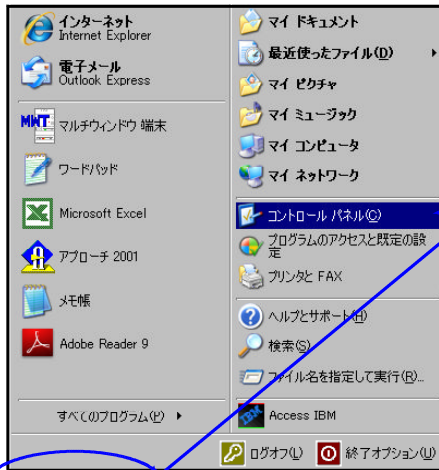 インターネット
Internet Explorer
電子メール
Outlook Express
マルチウィンドウ 端末
ワードパッド
Microsoft Excel
アプローチ 2001
メモ帳
Adobe Reader 9
すべてのプログラム(P)
マイ ドキュメント
最近使ったファイル(D)
マイ ピクチャ
マイ ミュージック
マイ コンピュータ
マイ ネットワーク
コントロール パネル(C)
プログラムのアクセスと既定の設
定
プリンタと FAX
ヘルプとサポート(H)
検索(S)
ファイル名を指定して実行(R)...
IBM
Access IBM
ログオフ(L)
終了オプション(U)